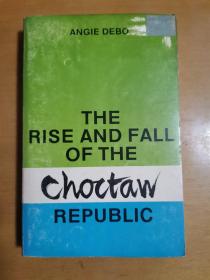 ANGIE DEBO
THE
RISE AND FALL
OF THE
Choctaw
REPUBLIC